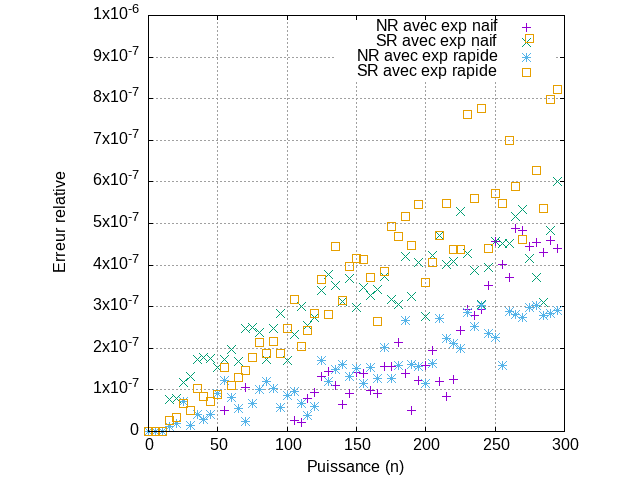 1x10^-6
9x10^-7
8x10^-7
7x10^-7
6x10^-7
5x10^-7
4x10^-7
3x10^-7
2x10^-7
1x10^-7
0
Erreur relative
NR avec exp naif
SR avec exp naif
NR avec exp rapide
SR avec exp rapide
0 50 100 150 200 250 300
Puissance (n)